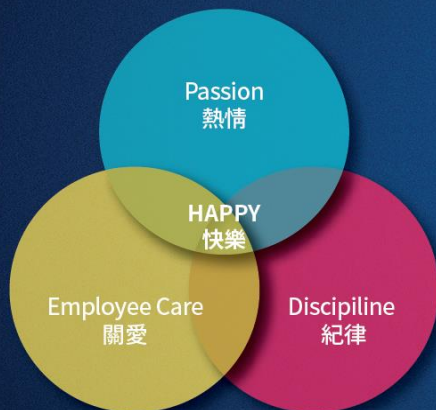 Passion
熱情
HAPPY
快樂
Employee Care
關愛
Discipiline
紀律